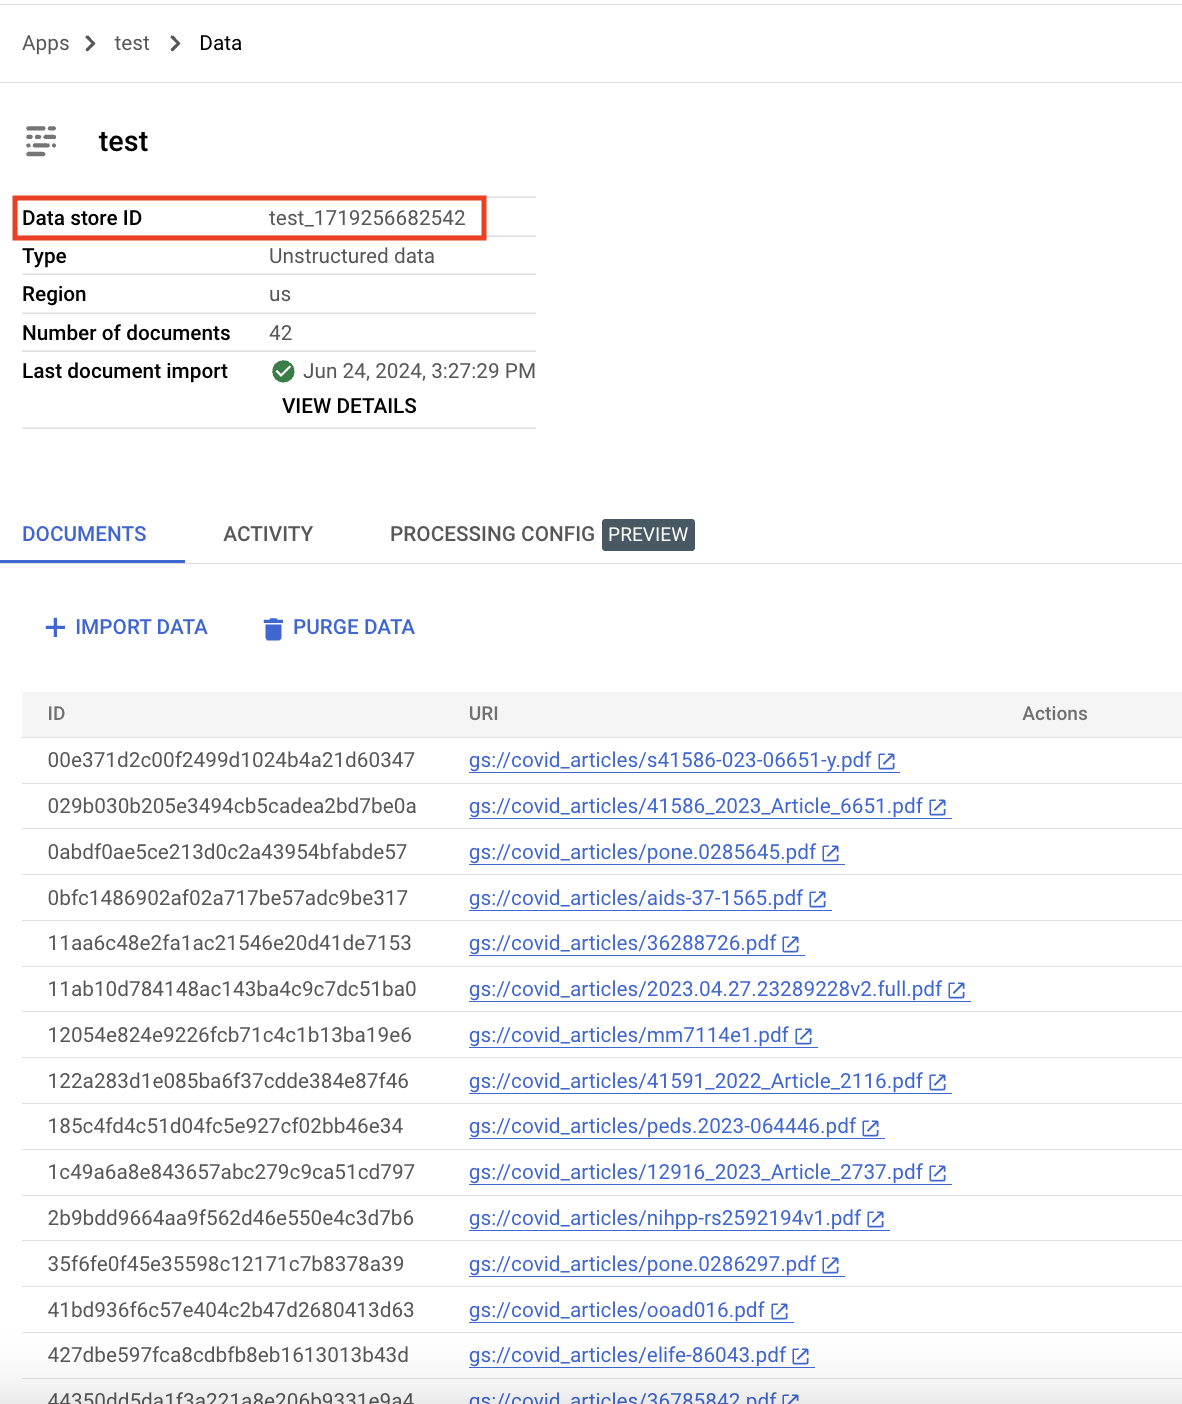 Apps > test > Data
test
Data store ID test_1719256682542
Type Unstructured data
Region us
Number of documents 42
Last document import Jun 24, 2024, 3:27:29 PM
VIEW DETAILS
DOCUMENTS ACTIVITY PROCESSING CONFIG PREVIEW
+ IMPORT DATA PURGE DATA
ID URI Actions
00e371d2c00f2499d1024b4a21d60347 gs://covid_articles/s41586-023-06651-y.pdf
029b030b205e3494cb5cadea2bd7be0a gs://covid_articles/41586_2023_Article_6651.pdf
0abdf0ae5ce213d0c2a43954bfabde57 gs://covid_articles/pone.0285645.pdf
0bfc1486902af02a717be57adc9be317 gs://covid_articles/aids-37-1565.pdf
11aa6c48e2fa1ac21546e20d41de7153 gs://covid_articles/36288726.pdf
11ab10d784148ac143ba4c9c7dc51ba0 gs://covid_articles/2023.04.27.23289228v2.full.pdf
12054e824e9226fcb71c4c1b13ba19e6 gs://covid_articles/mm7114e1.pdf
122a283d1e085ba6f37cdde384e87f46 gs://covid_articles/41591_2022_Article_2116.pdf
185c4fd4c51d04fc5e927cf02bb46e34 gs://covid_articles/peds.2023-064446.pdf
1c49a6a8e843657abc279c9ca51cd797 gs://covid_articles/12916_2023_Article_2737.pdf
2b9bdd9664aa9f562d46e550e4c3d7b6 gs://covid_articles/nihpp-rs2592194v1.pdf
35f6fe0f45e35598c12171c7b8378a39 gs://covid_articles/pone.0286297.pdf
41bd936f6c57e404c2b47d2680413d63 gs://covid_articles/ooad016.pdf
427dbe597fca8cdbfb8eb1613013b43d gs://covid_articles/elife-86043.pdf
44350dd5da1f3a221a8e206b9331e9a4 gs://covid_articles/36785842.pdf